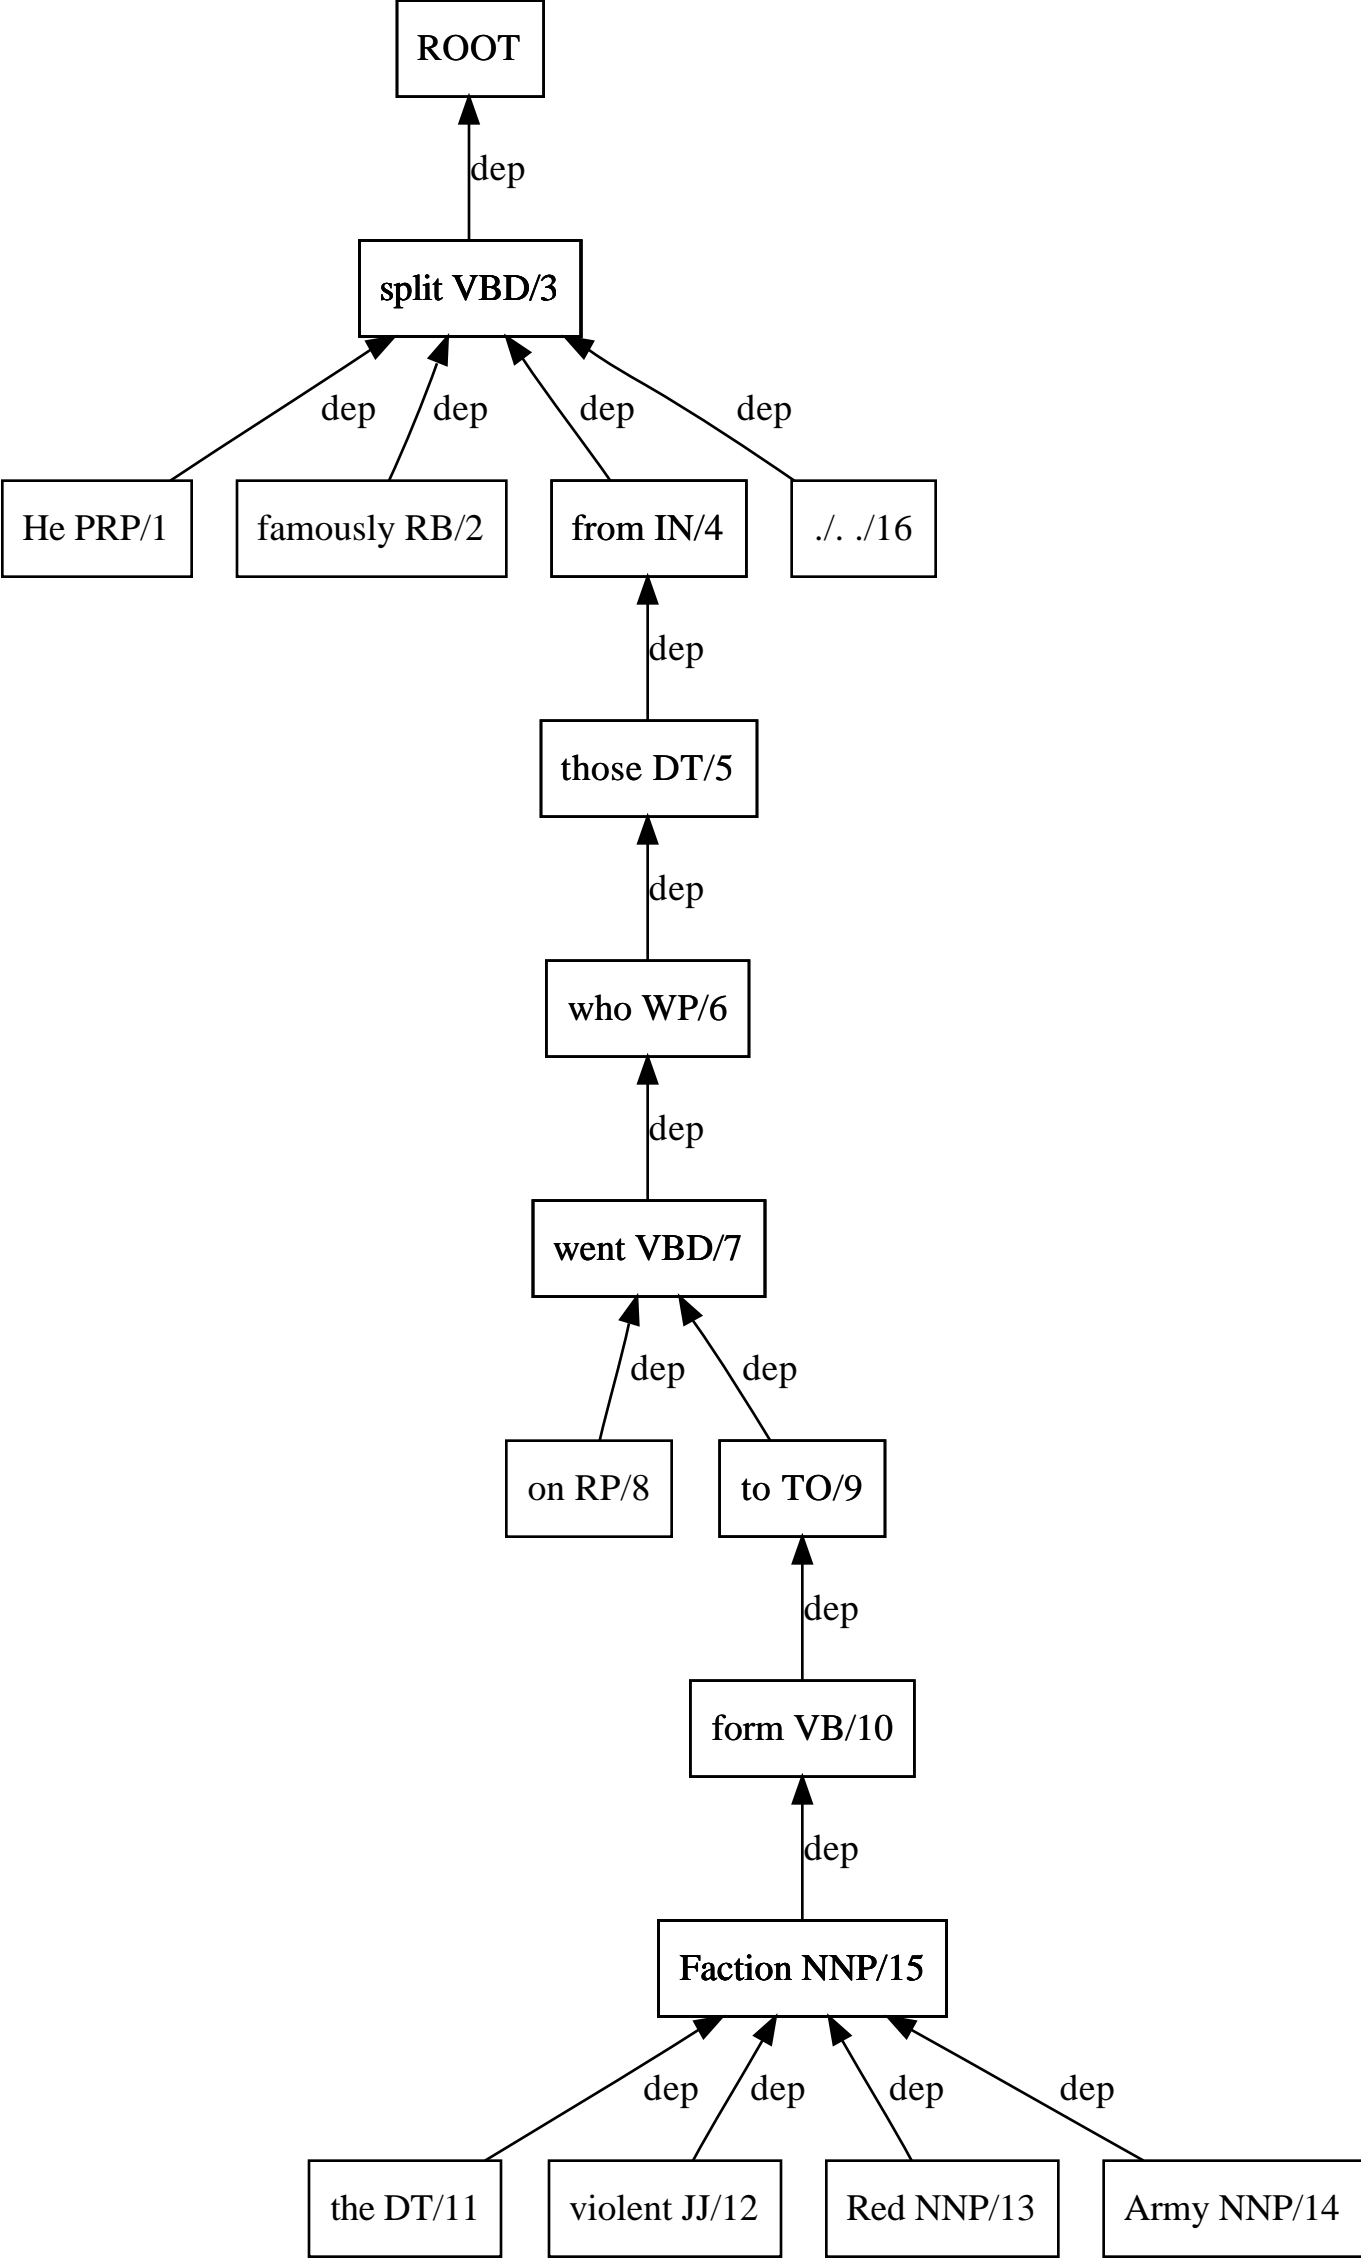 ROOT
dep
split VBD/3
dep dep dep dep
He PRP/1 famously RB/2 from IN/4 ./. ./16
dep
those DT/5
dep
who WP/6
dep
went VBD/7
dep dep
on RP/8 to TO/9
dep
form VB/10
dep
Faction NNP/15
dep dep dep dep
the DT/11 violent JJ/12 Red NNP/13 Army NNP/14